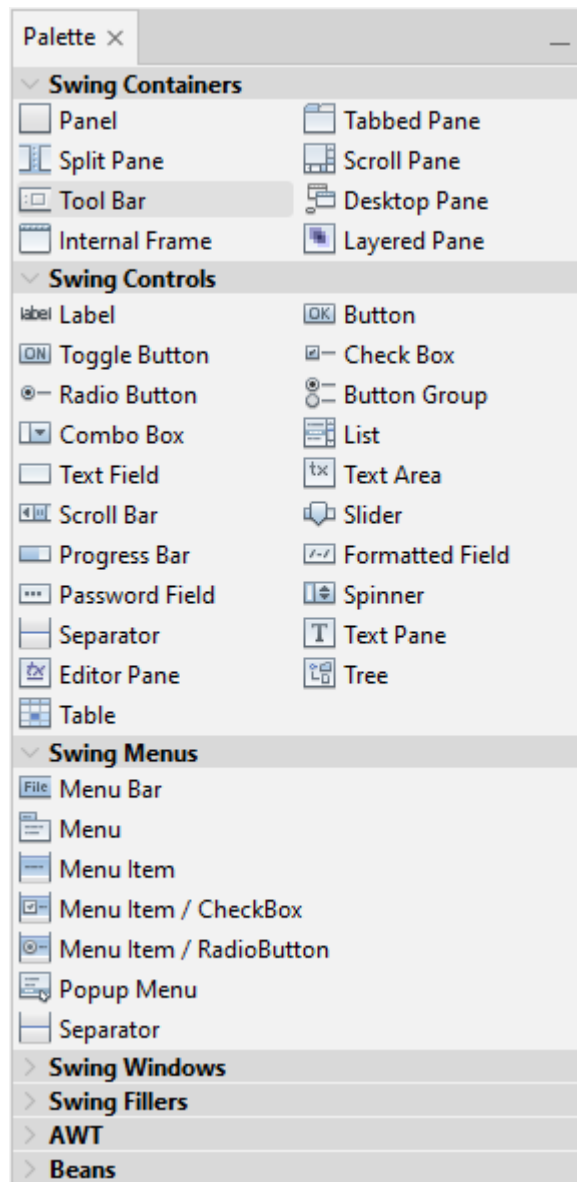 Palette
Swing Containers
Panel Tabbed Pane
Split Pane Scroll Pane
Tool Bar Desktop Pane
Internal Frame Layered Pane
Swing Controls
label Label OK Button
ON Toggle Button Check Box
Radio Button Button Group
Combo Box List
Text Field tx Text Area
Scroll Bar Slider
Progress Bar Formatted Field
Password Field Spinner
Separator T Text Pane
tx Editor Pane Tree
Table
Swing Menus
File Menu Bar
Menu
Menu Item
Menu Item / CheckBox
Menu Item / RadioButton
Popup Menu
Separator
Swing Windows
Swing Fillers
AWT
Beans